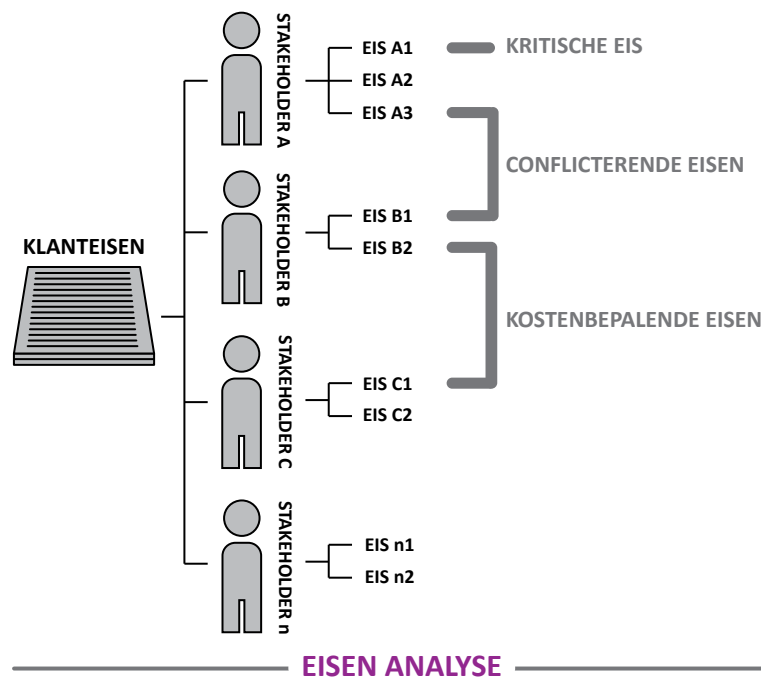 KLANTEISEN
STAKEHOLDER A
EIS A1
EIS A2
EIS A3
STAKEHOLDER B
EIS B1
EIS B2
STAKEHOLDER C
EIS C1
EIS C2
STAKEHOLDER n
EIS n1
EIS n2
KRITISCHE EIS
CONFLICTERENDE EISEN
KOSTENBEPALENDE EISEN
EISEN ANALYSE